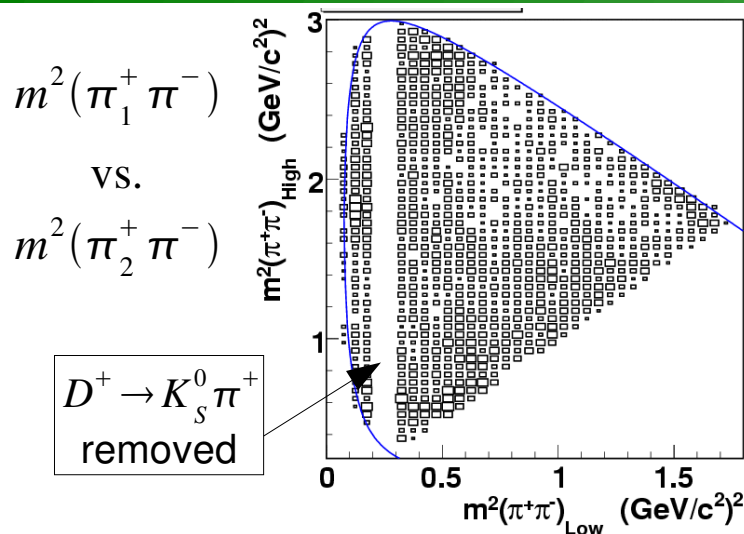 m²(π₁⁺ π⁻)
vs.
m²(π₂⁺ π⁻)
D⁺ → K_S⁰ π⁺
removed
m²(π⁺π⁻)_High (GeV/c²)²
3
2
1
0 0.5 1 1.5
m²(π⁺π⁻)_Low (GeV/c²)²